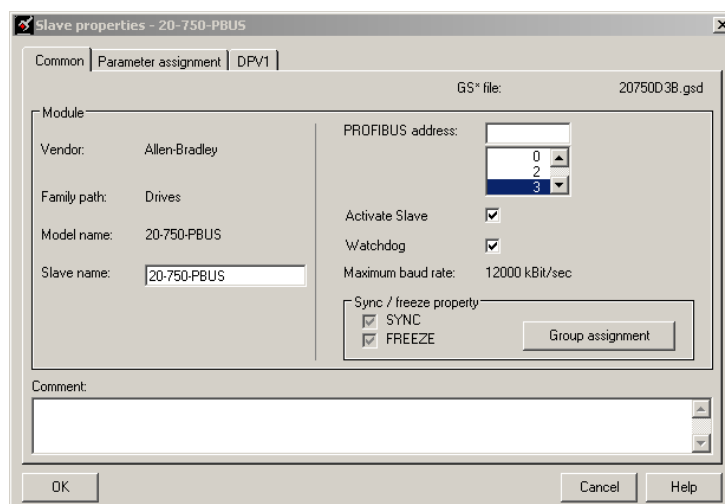 Slave properties - 20-750-PBUS
Common Parameter assignment DPV1
GS* file: 20750D3B.gsd
Module
Vendor: Allen-Bradley
Family path: Drives
Model name: 20-750-PBUS
Slave name: 20-750-PBUS
PROFIBUS address:
0
2
3
Activate Slave
Watchdog
Maximum baud rate: 12000 kBit/sec
Sync / freeze property
SYNC
FREEZE
Group assignment
Comment:
OK Cancel Help